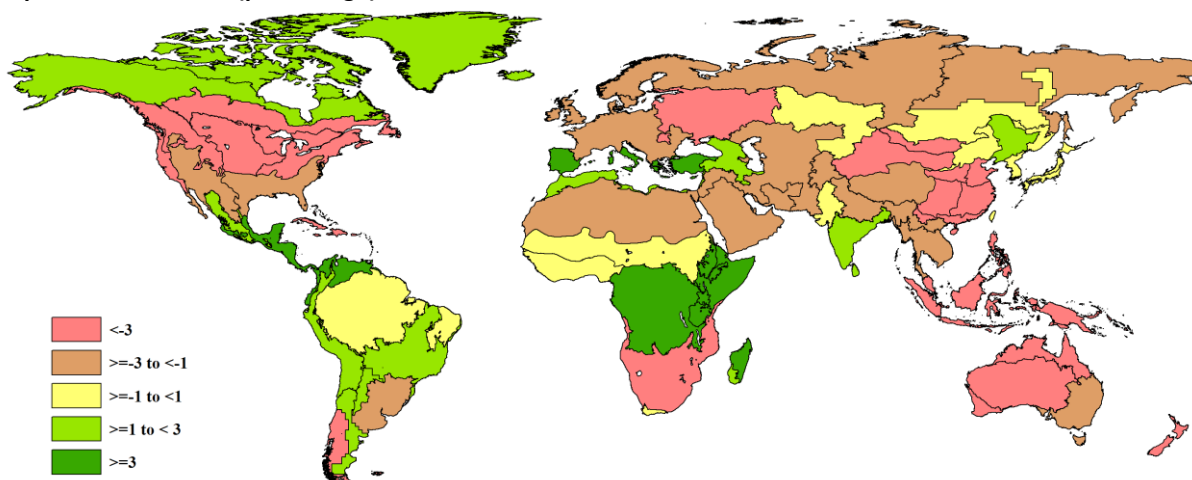 <-3
>=-3 to <-1
>=-1 to <1
>=1 to < 3
>=3